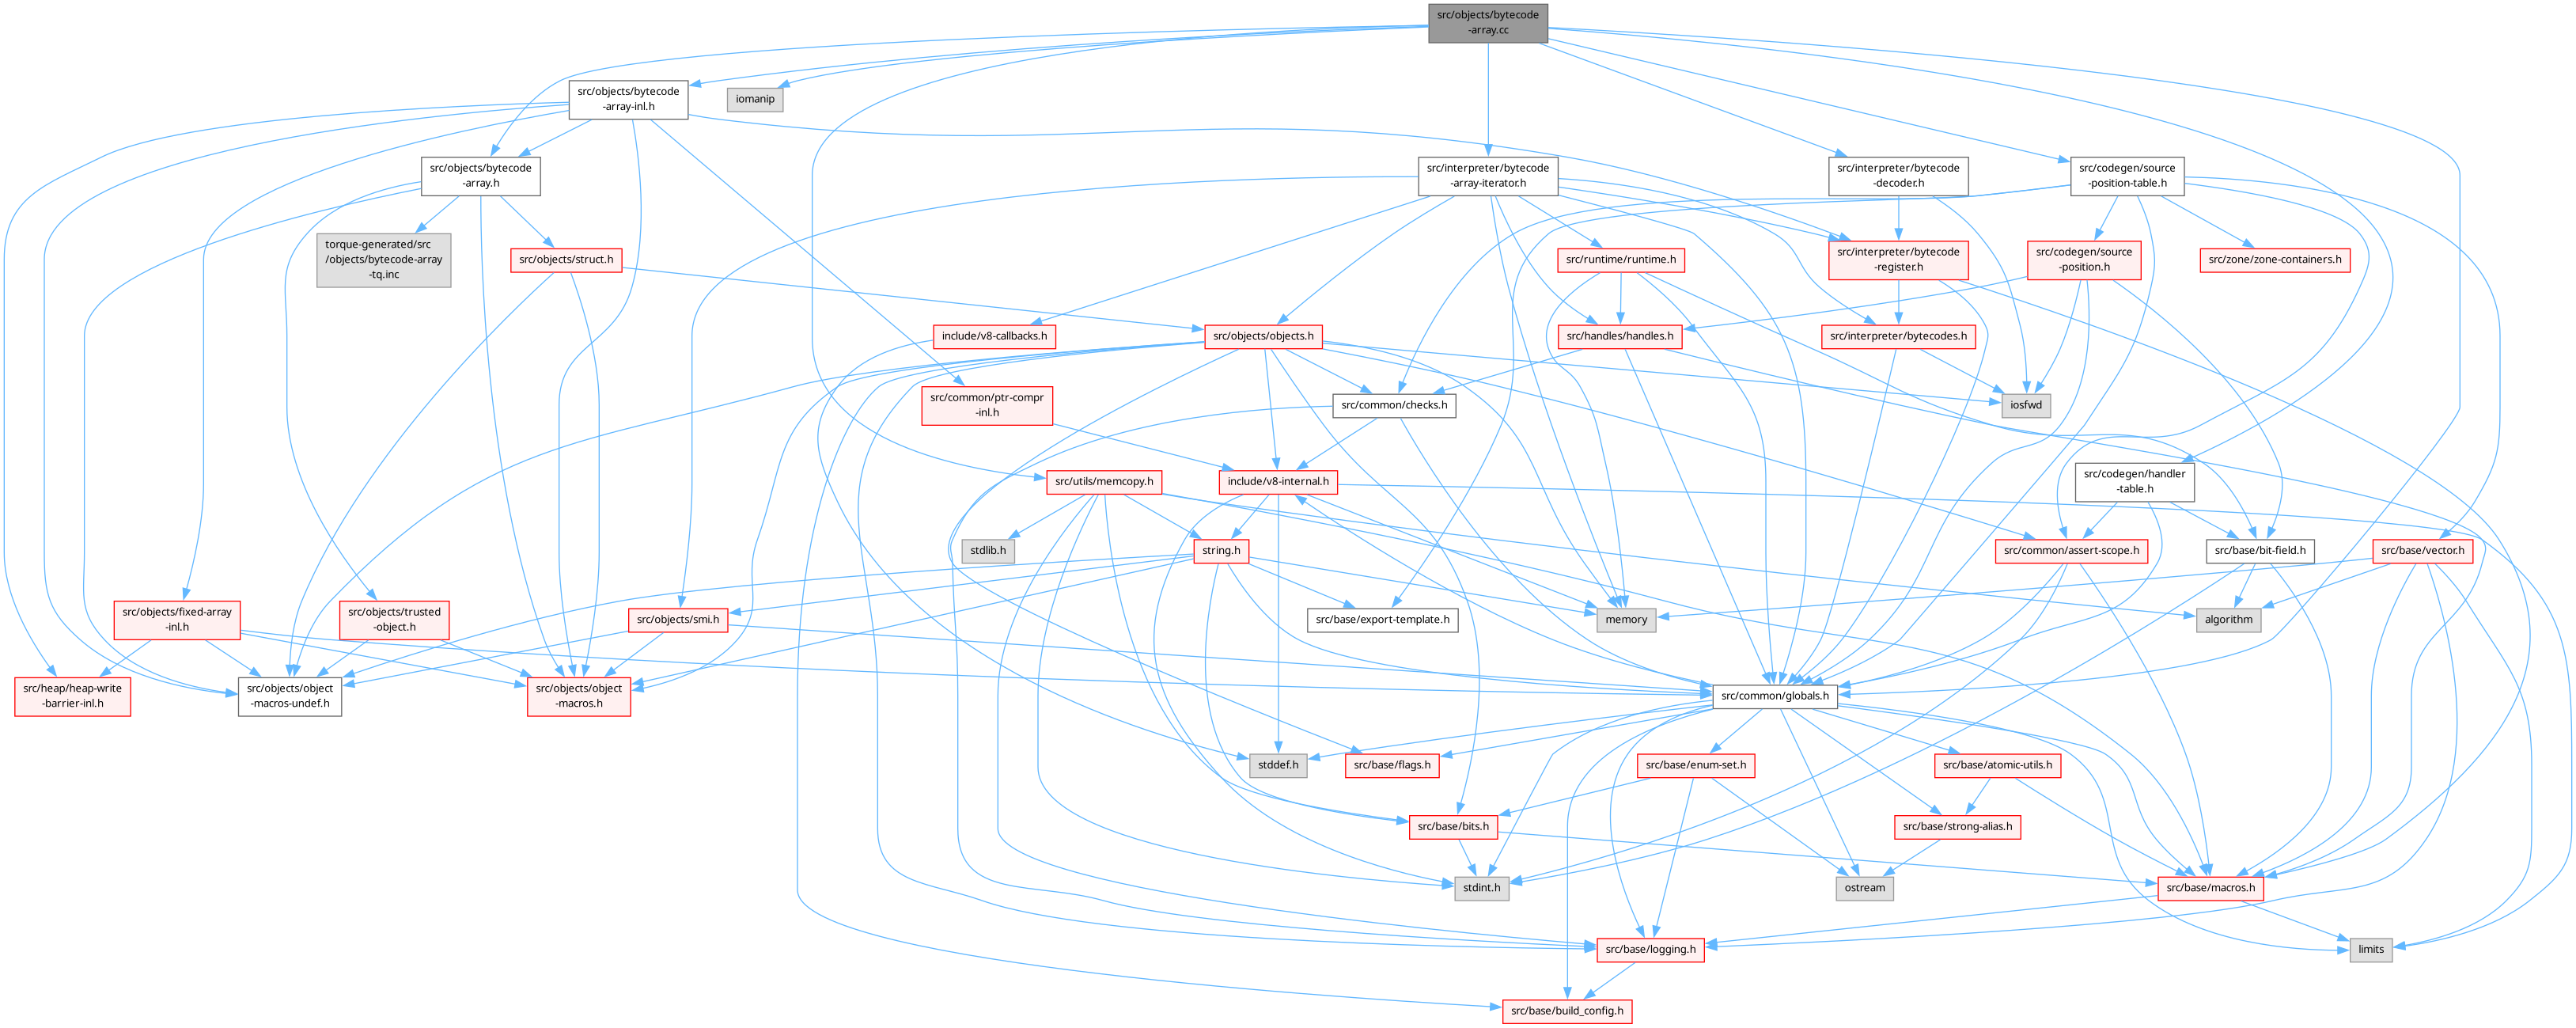 src/objects/bytecode
-array.cc
src/objects/bytecode
-array-inl.h
iomanip
src/objects/bytecode
-array.h
src/interpreter/bytecode
-array-iterator.h
src/interpreter/bytecode
-decoder.h
src/codegen/source
-position-table.h
torque-generated/src
/objects/bytecode-array
-tq.inc
src/objects/struct.h
src/runtime/runtime.h
src/interpreter/bytecode
-register.h
src/codegen/source
-position.h
src/zone/zone-containers.h
include/v8-callbacks.h
src/objects/objects.h
src/handles/handles.h
src/interpreter/bytecodes.h
src/common/ptr-compr
-inl.h
src/common/checks.h
iosfwd
src/utils/memcopy.h
include/v8-internal.h
src/codegen/handler
-table.h
stdlib.h
string.h
src/common/assert-scope.h
src/base/bit-field.h
src/base/vector.h
src/objects/fixed-array
-inl.h
src/objects/trusted
-object.h
src/objects/smi.h
src/base/export-template.h
memory
algorithm
src/heap/heap-write
-barrier-inl.h
src/objects/object
-macros-undef.h
src/objects/object
-macros.h
src/common/globals.h
stddef.h
src/base/flags.h
src/base/enum-set.h
src/base/atomic-utils.h
src/base/bits.h
src/base/strong-alias.h
stdint.h
ostream
src/base/macros.h
src/base/logging.h
limits
src/base/build_config.h